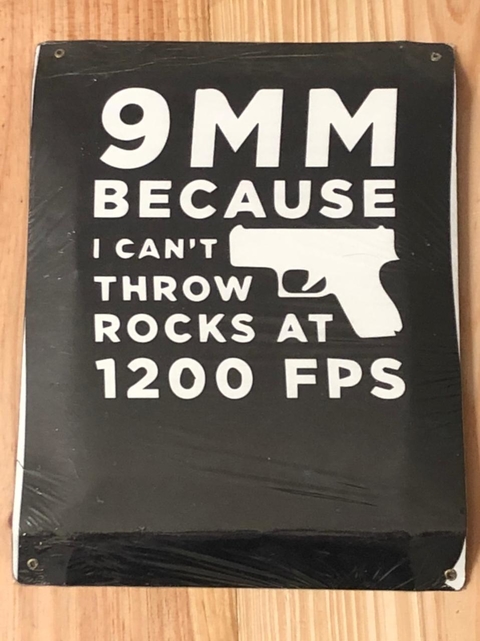 9MM
BECAUSE
I CAN'T
THROW
ROCKS AT
1200 FPS